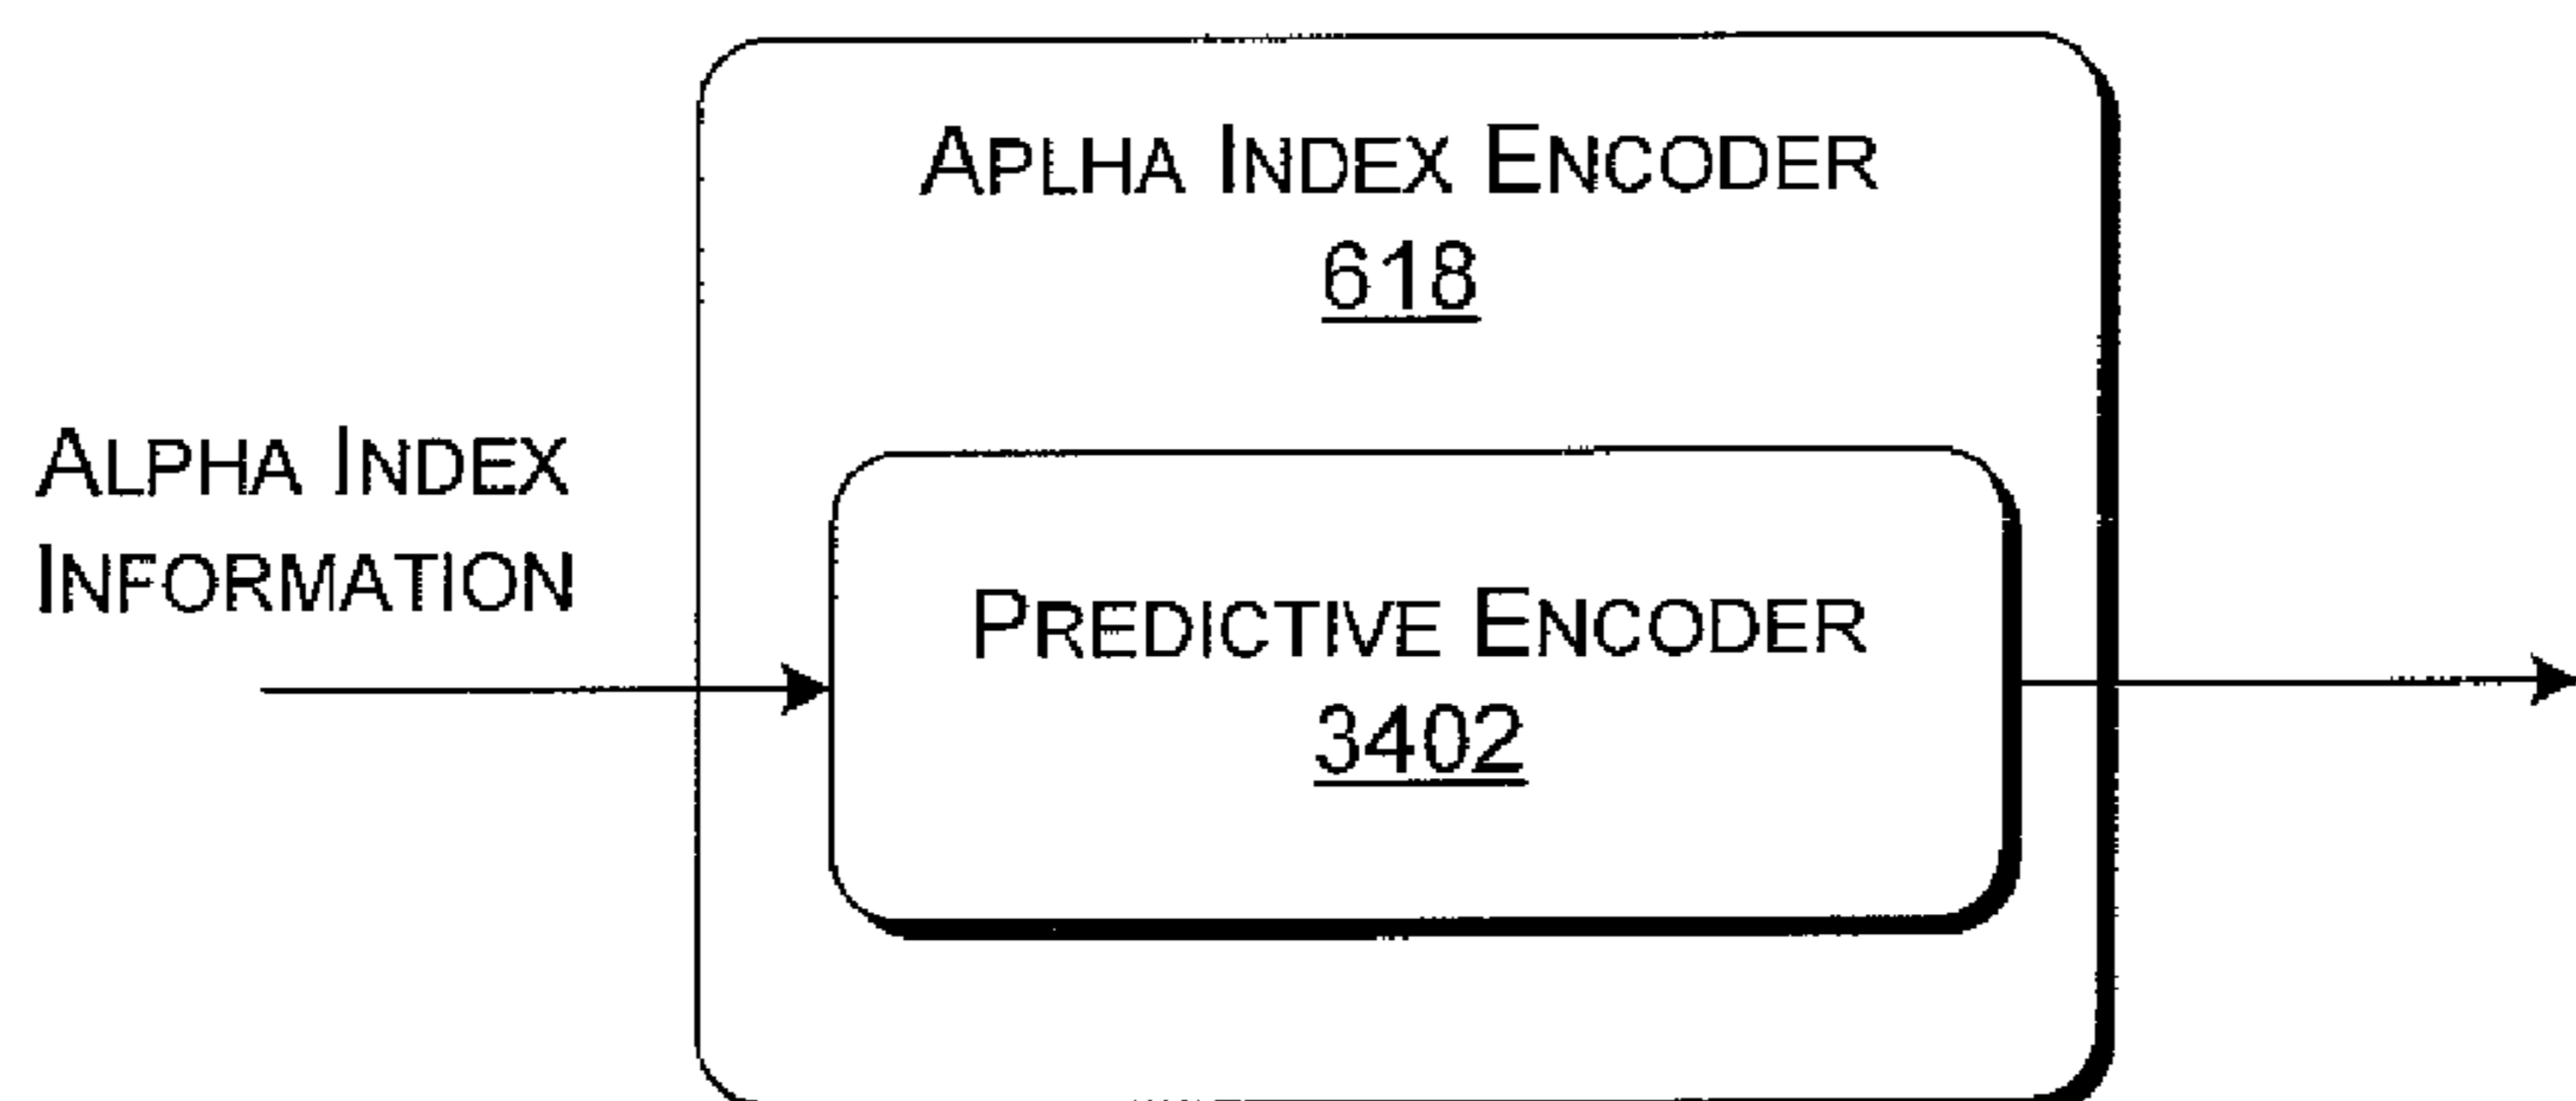 APLHA INDEX ENCODER
618
ALPHA INDEX
INFORMATION
PREDICTIVE ENCODER
3402